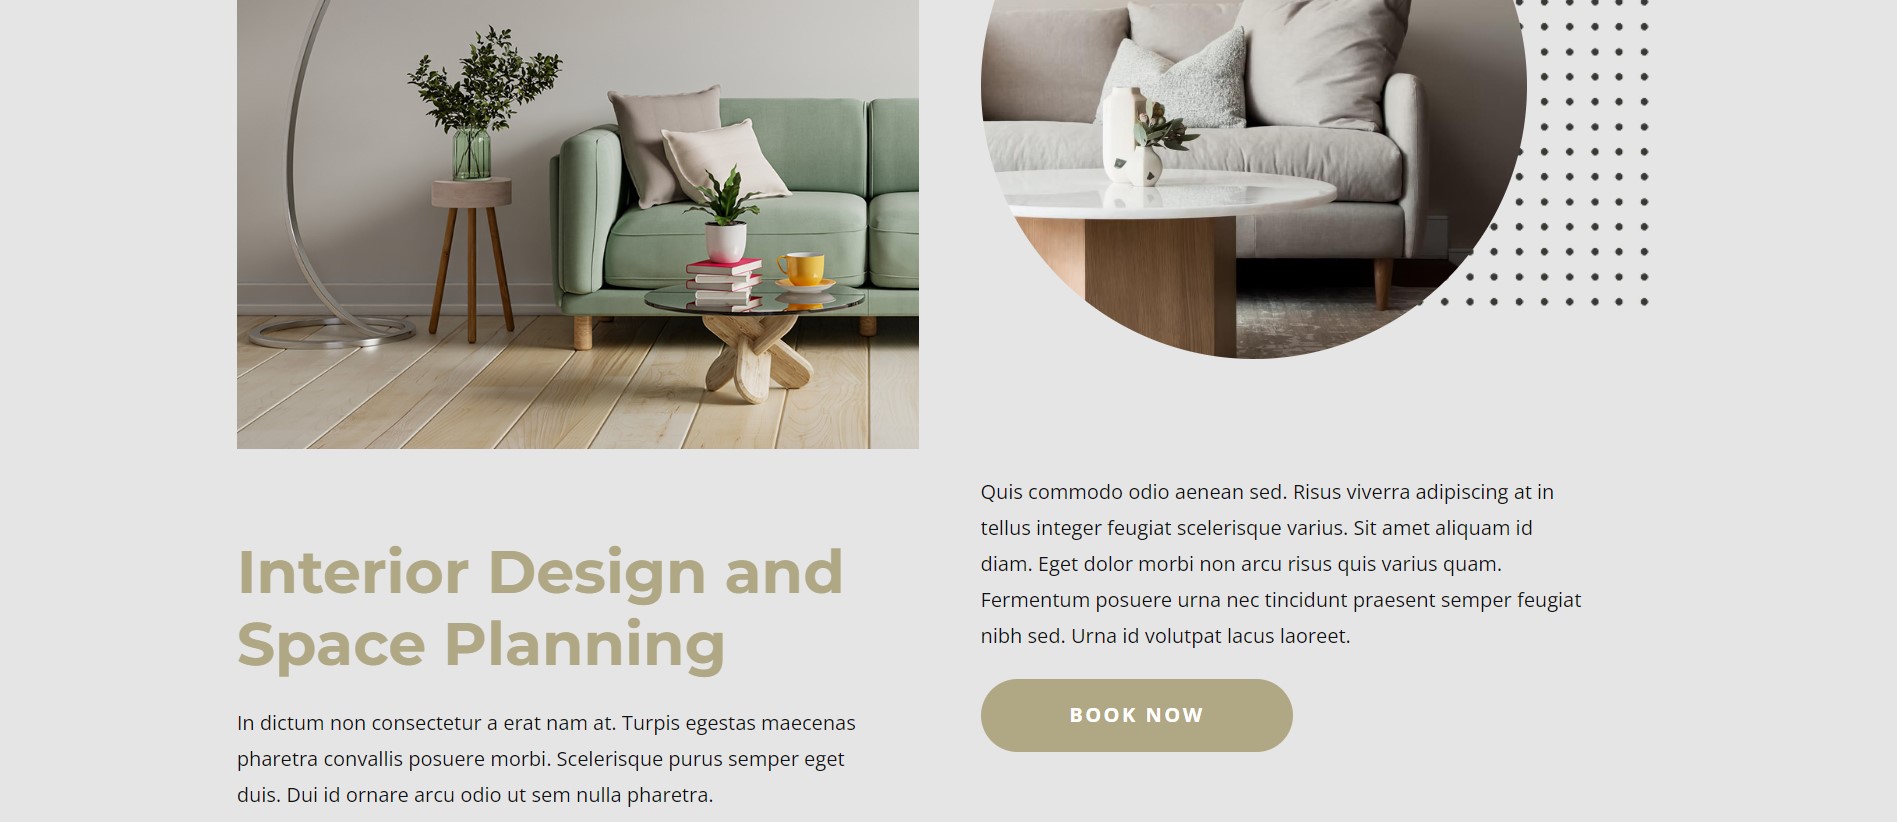 Interior Design and
Space Planning
In dictum non consectetur a erat nam at. Turpis egestas maecenas
pharetra convallis posuere morbi. Scelerisque purus semper eget
duis. Dui id ornare arcu odio ut sem nulla pharetra.
Quis commodo odio aenean sed. Risus viverra adipiscing at in
tellus integer feugiat scelerisque varius. Sit amet aliquam id
diam. Eget dolor morbi non arcu risus quis varius quam.
Fermentum posuere urna nec tincidunt praesent semper feugiat
nibh sed. Urna id volutpat lacus laoreet.
BOOK NOW